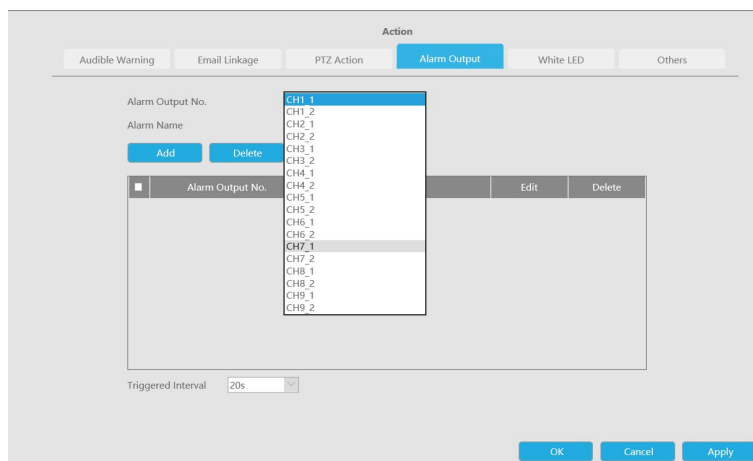 Action
Audible Warning Email Linkage PTZ Action Alarm Output White LED Others
Alarm Output No. CH1_1
CH1_2
Alarm Name CH2_1
CH2_2
Add Delete CH3_1
CH3_2
CH4_1
Alarm Output No. CH4_2 Edit Delete
CH5_1
CH5_2
CH6_1
CH6_2
CH7_1
CH7_2
CH8_1
CH8_2
CH9_1
CH9_2
Triggered Interval 20s
OK Cancel Apply